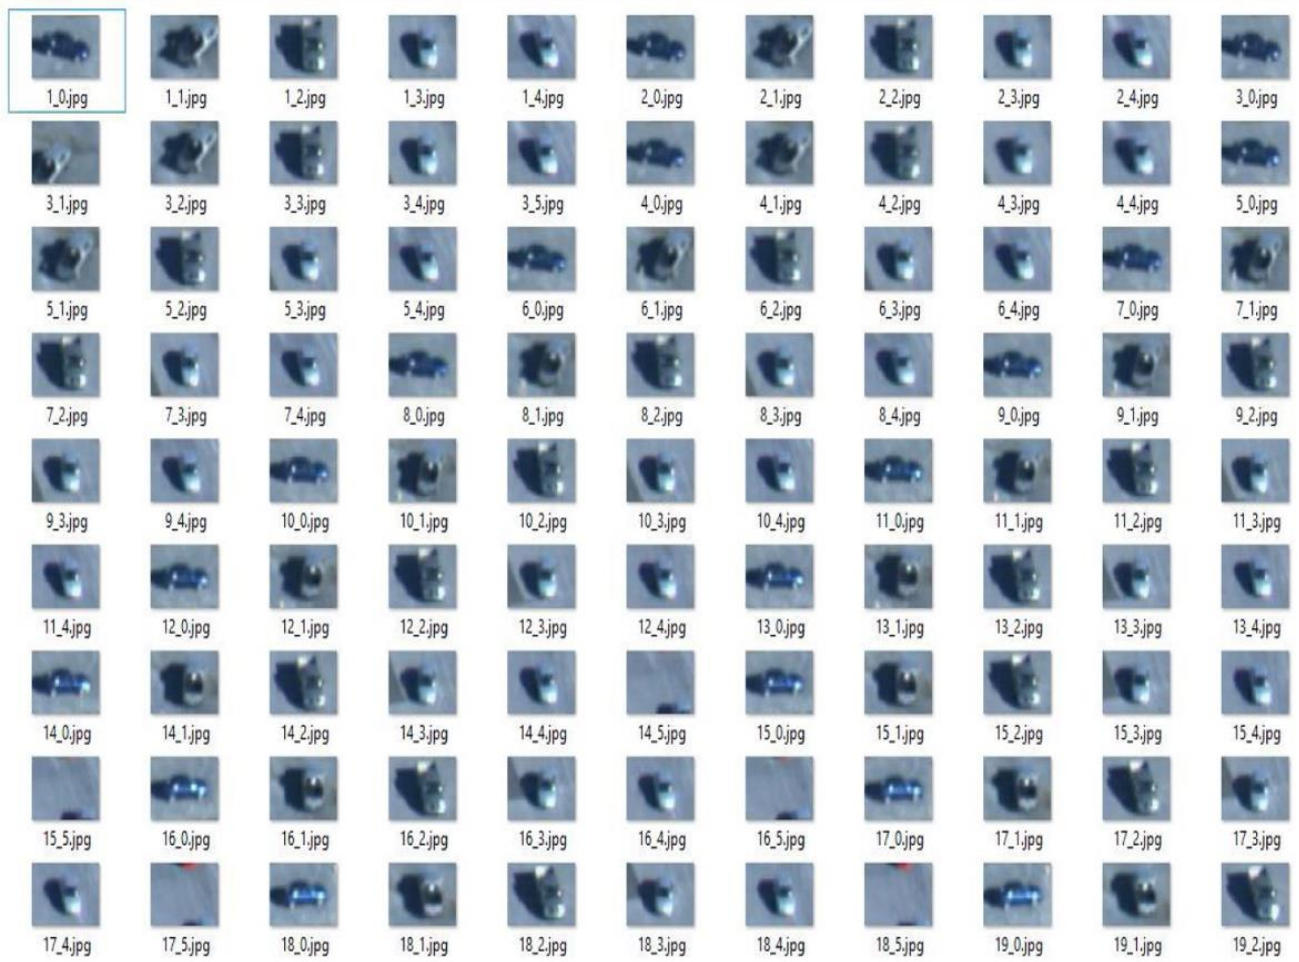 1_0.jpg 1_1.jpg 1_2.jpg 1_3.jpg 1_4.jpg 2_0.jpg 2_1.jpg 2_2.jpg 2_3.jpg 2_4.jpg 3_0.jpg
3_1.jpg 3_2.jpg 3_3.jpg 3_4.jpg 3_5.jpg 4_0.jpg 4_1.jpg 4_2.jpg 4_3.jpg 4_4.jpg 5_0.jpg
5_1.jpg 5_2.jpg 5_3.jpg 5_4.jpg 6_0.jpg 6_1.jpg 6_2.jpg 6_3.jpg 6_4.jpg 7_0.jpg 7_1.jpg
7_2.jpg 7_3.jpg 7_4.jpg 8_0.jpg 8_1.jpg 8_2.jpg 8_3.jpg 8_4.jpg 9_0.jpg 9_1.jpg 9_2.jpg
9_3.jpg 9_4.jpg 10_0.jpg 10_1.jpg 10_2.jpg 10_3.jpg 10_4.jpg 11_0.jpg 11_1.jpg 11_2.jpg 11_3.jpg
11_4.jpg 12_0.jpg 12_1.jpg 12_2.jpg 12_3.jpg 12_4.jpg 13_0.jpg 13_1.jpg 13_2.jpg 13_3.jpg 13_4.jpg
14_0.jpg 14_1.jpg 14_2.jpg 14_3.jpg 14_4.jpg 14_5.jpg 15_0.jpg 15_1.jpg 15_2.jpg 15_3.jpg 15_4.jpg
15_5.jpg 16_0.jpg 16_1.jpg 16_2.jpg 16_3.jpg 16_4.jpg 16_5.jpg 17_0.jpg 17_1.jpg 17_2.jpg 17_3.jpg
17_4.jpg 17_5.jpg 18_0.jpg 18_1.jpg 18_2.jpg 18_3.jpg 18_4.jpg 18_5.jpg 19_0.jpg 19_1.jpg 19_2.jpg